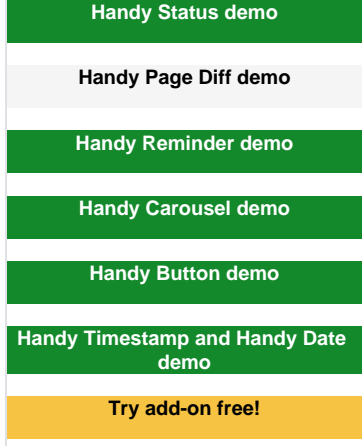 Handy Status demo
Handy Page Diff demo
Handy Reminder demo
Handy Carousel demo
Handy Button demo
Handy Timestamp and Handy Date
demo
Try add-on free!